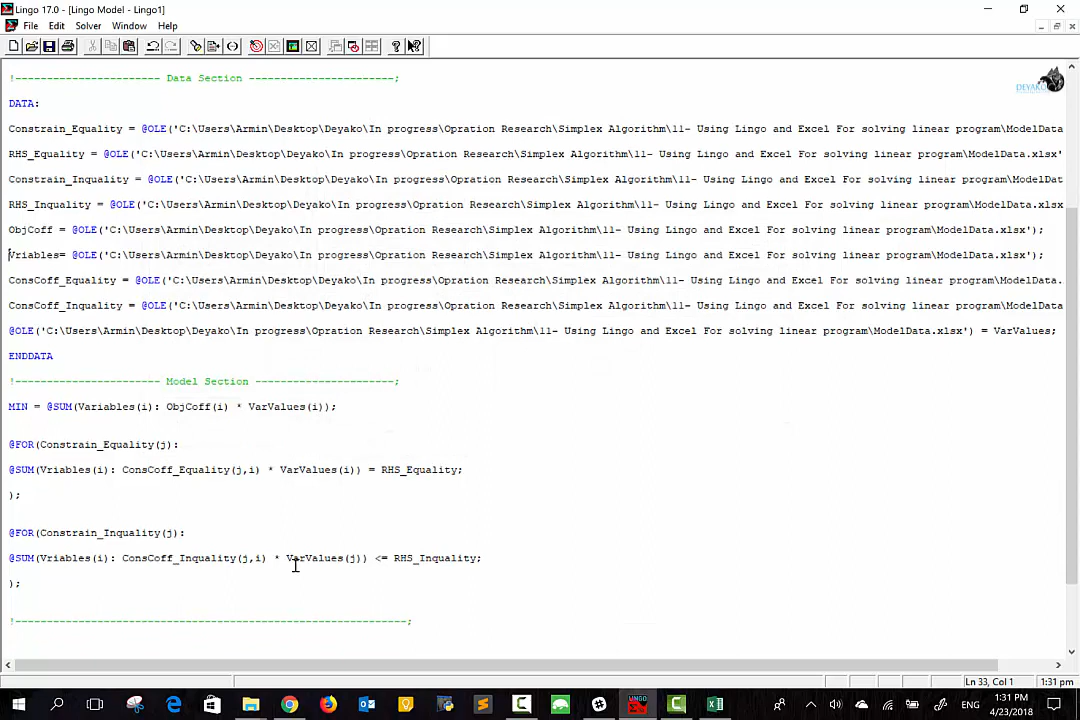 Lingo 17.0 - [Lingo Model - Lingo1]
File Edit Solver Window Help
!----------------------- Data Section -----------------------;
DEYAKO
DATA:
Constrain_Equality = @OLE('C:\Users\Armin\Desktop\Deyako\In progress\Opration Research\Simplex Algorithm\11- Using Lingo and Excel For solving linear program\ModelData
RHS_Equality = @OLE('C:\Users\Armin\Desktop\Deyako\In progress\Opration Research\Simplex Algorithm\11- Using Lingo and Excel For solving linear program\ModelData.xlsx'
Constrain_Inquality = @OLE('C:\Users\Armin\Desktop\Deyako\In progress\Opration Research\Simplex Algorithm\11- Using Lingo and Excel For solving linear program\ModelDat
RHS_Inquality = @OLE('C:\Users\Armin\Desktop\Deyako\In progress\Opration Research\Simplex Algorithm\11- Using Lingo and Excel For solving linear program\ModelData.xlsx
ObjCoff = @OLE('C:\Users\Armin\Desktop\Deyako\In progress\Opration Research\Simplex Algorithm\11- Using Lingo and Excel For solving linear program\ModelData.xlsx');
Vriables= @OLE('C:\Users\Armin\Desktop\Deyako\In progress\Opration Research\Simplex Algorithm\11- Using Lingo and Excel For solving linear program\ModelData.xlsx');
ConsCoff_Equality = @OLE('C:\Users\Armin\Desktop\Deyako\In progress\Opration Research\Simplex Algorithm\11- Using Lingo and Excel For solving linear program\ModelData.
ConsCoff_Inquality = @OLE('C:\Users\Armin\Desktop\Deyako\In progress\Opration Research\Simplex Algorithm\11- Using Lingo and Excel For solving linear program\ModelData
@OLE('C:\Users\Armin\Desktop\Deyako\In progress\Opration Research\Simplex Algorithm\11- Using Lingo and Excel For solving linear program\ModelData.xlsx') = VarValues;
ENDDATA
!----------------------- Model Section ----------------------;
MIN = @SUM(Variables(i): ObjCoff(i) * VarValues(i));
@FOR(Constrain_Equality(j):
@SUM(Vriables(i): ConsCoff_Equality(j,i) * VarValues(i)) = RHS_Equality;
);
@FOR(Constrain_Inquality(j):
@SUM(Vriables(i): ConsCoff_Inquality(j,i) * VarValues(j)) <= RHS_Inquality;
);
!--------------------------------------------------------------;
Ln 33, Col 1 1:31 pm
ENG
1:31 PM
4/23/2018